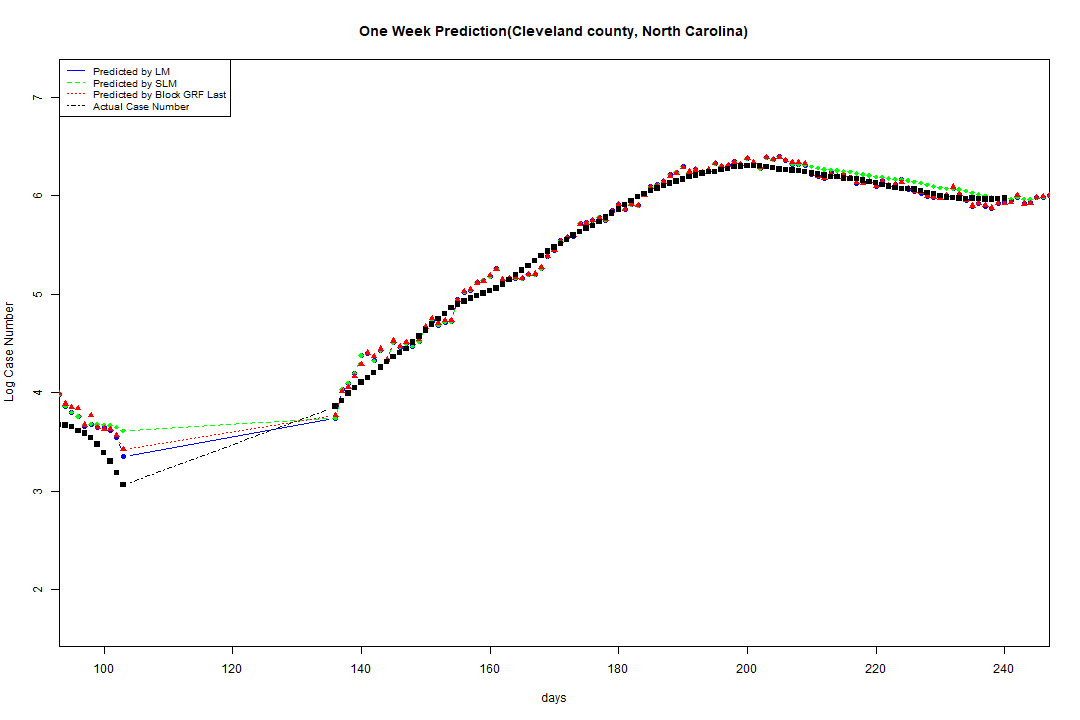 One Week Prediction(Cleveland county, North Carolina)
Predicted by LM
Predicted by SLM
Predicted by Block GRF Last
Actual Case Number
7
6
5
4
3
2
Log Case Number
100 120 140 160 180 200 220 240
days